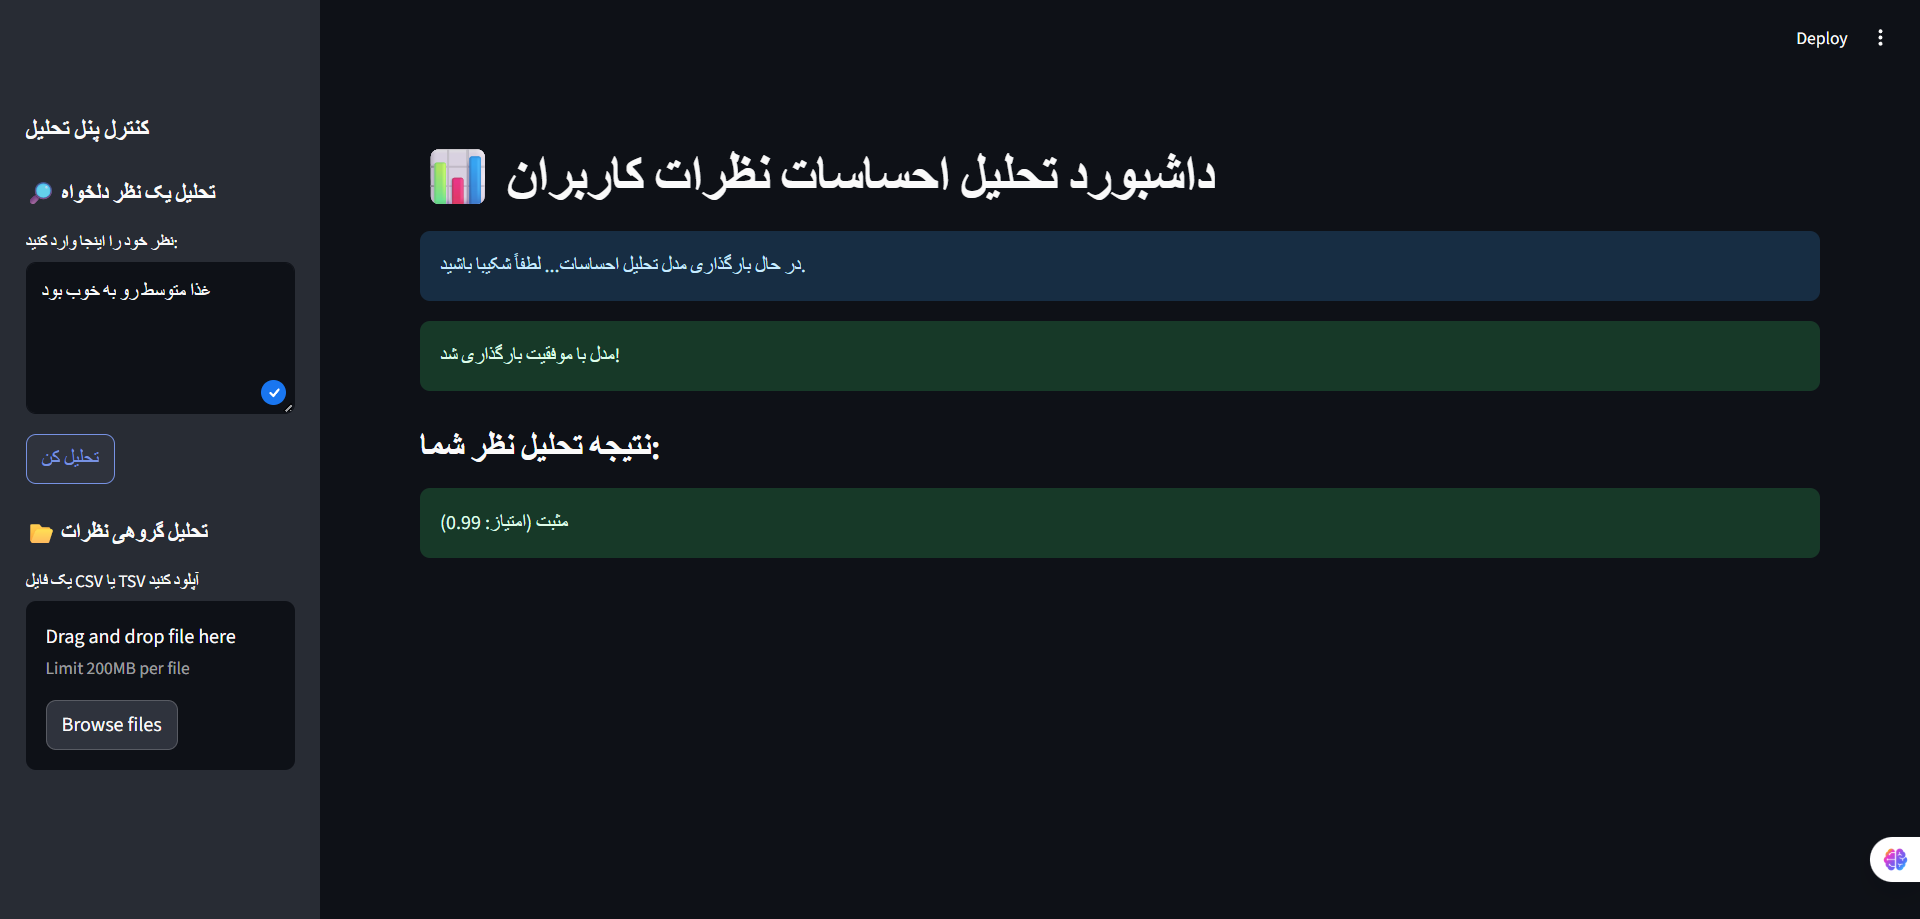 Deploy
کنترل پنل تحلیل
تحلیل یک نظر دلخواه
نظر خود را اینجا وارد کنید:
غذا متوسط رو به خوب بود
تحلیل کن
تحلیل گروهی نظرات
یک فایل CSV یا TSV آپلود کنید
Drag and drop file here
Limit 200MB per file
Browse files
داشبورد تحلیل احساسات نظرات کاربران
در حال بارگذاری مدل تحلیل احساسات... لطفاً شکیبا باشید.
مدل با موفقیت بارگذاری شد!
نتیجه تحلیل نظر شما:
مثبت (امتیاز: 0.99)